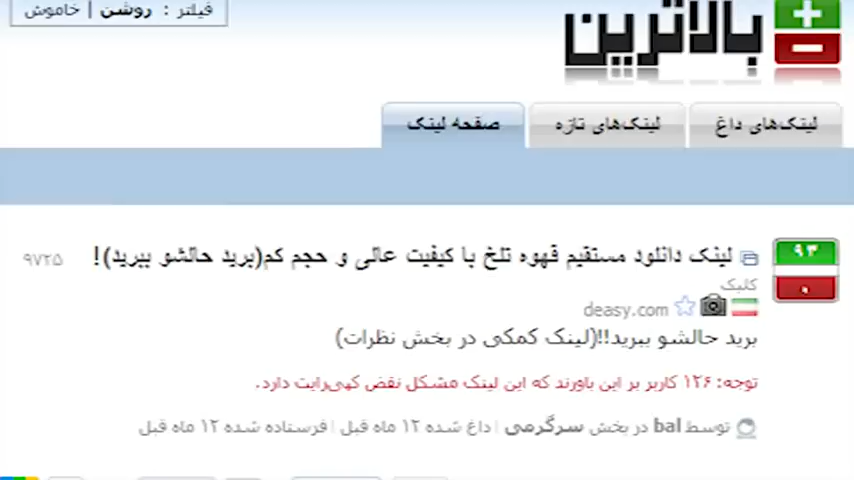 فیلتر : روشن | خاموش
بالاترین
لینک‌های داغ
لینک‌های تازه
صفحه لینک
۹۳
لینک دانلود مستقیم قهوه تلخ با کیفیت عالی و حجم کم(برید حالشو ببرید)!
۹۷۲۵
کلیک
۹
deasy.com
برید حالشو ببرید!!(لینک کمکی در بخش نظرات)
توجه: ۱۲۶ کاربر بر این باورند که این لینک مشکل نقض کپی‌رایت دارد.
توسط bal در بخش سرگرمی | داغ شده ۱۲ ماه قبل | فرستاده شده ۱۲ ماه قبل